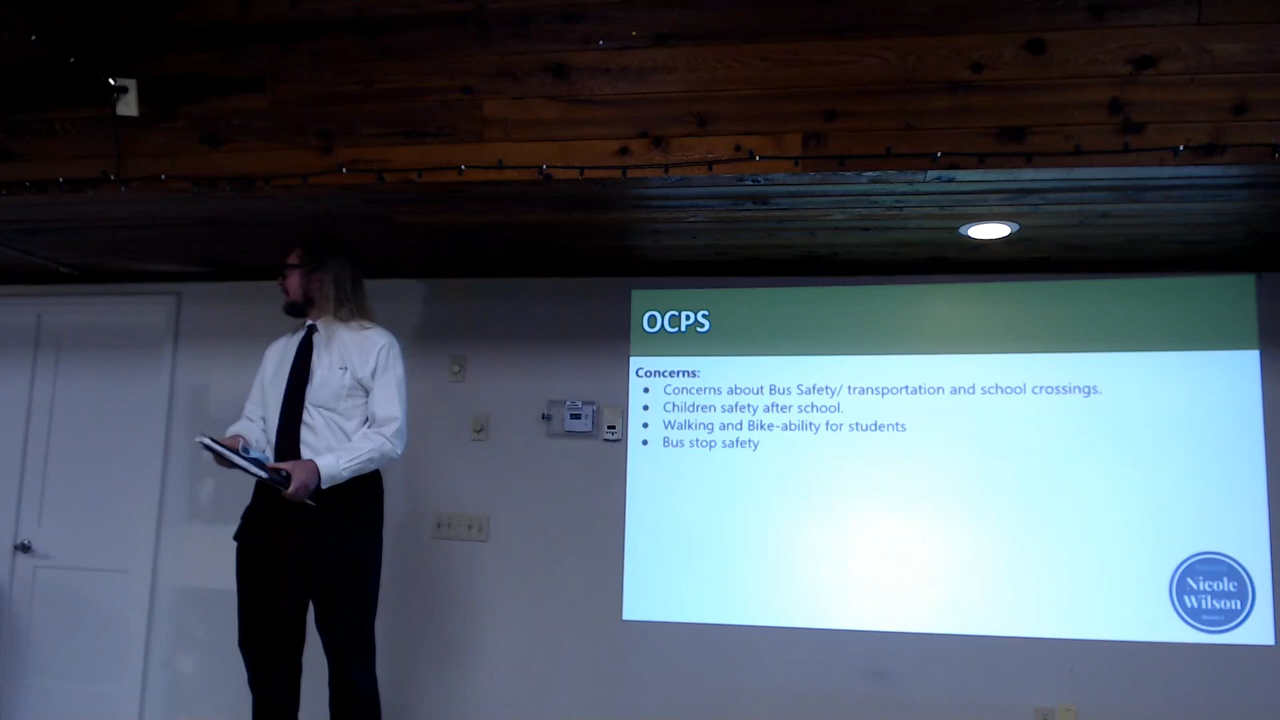 OCPS
Concerns:
● Concerns about Bus Safety/ transportation and school crossings.
● Children safety after school.
● Walking and Bike-ability for students
● Bus stop safety
Nicole
Wilson